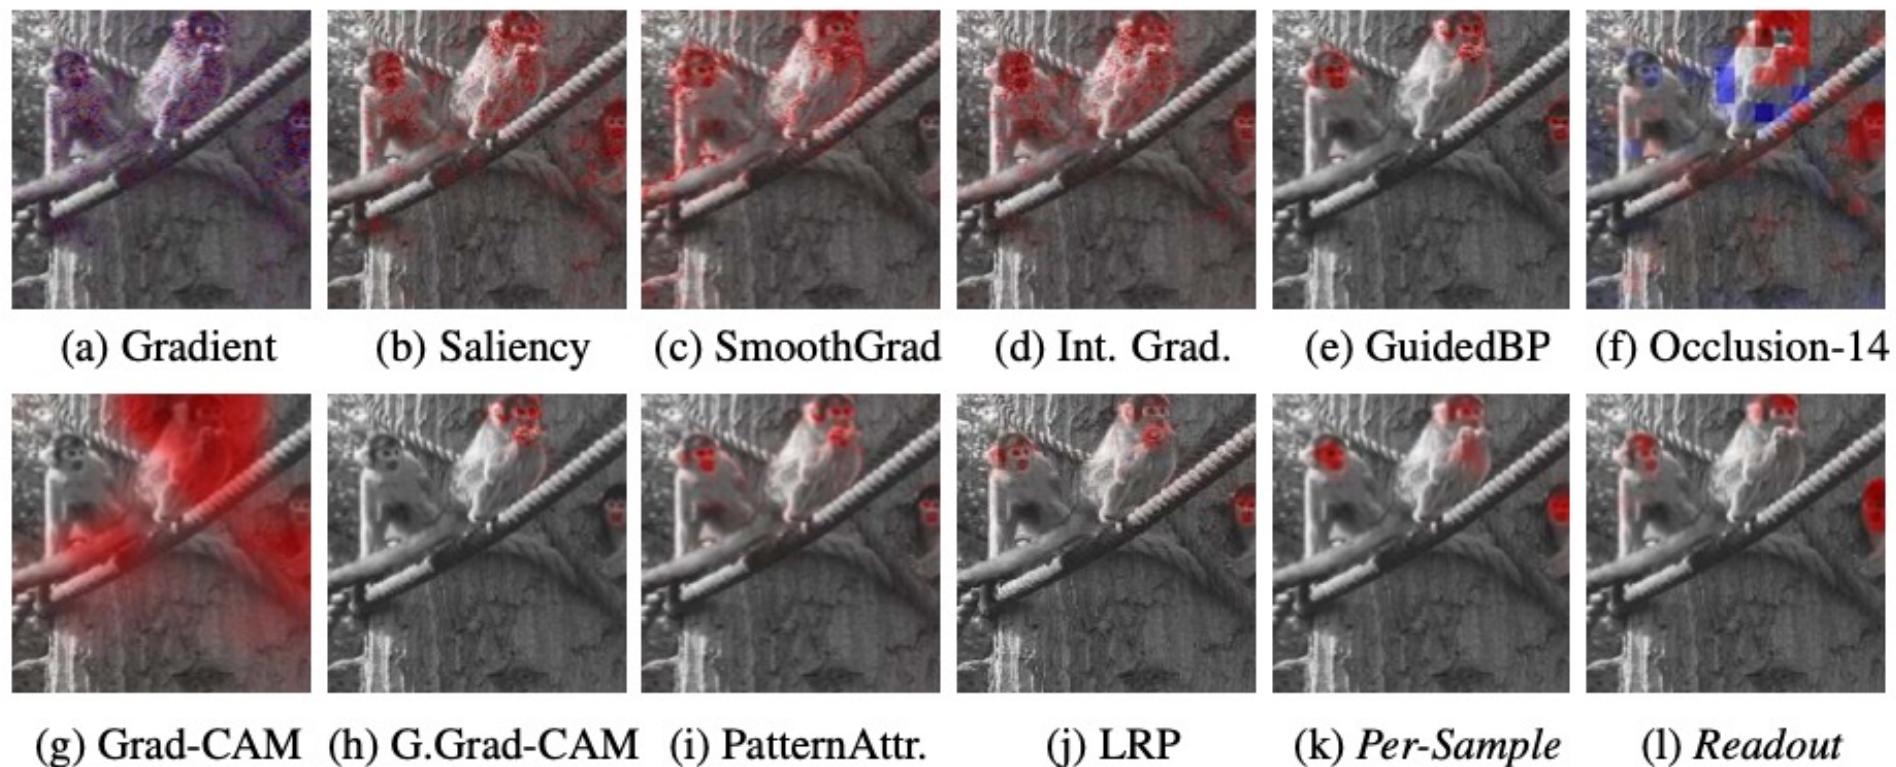 (a) Gradient (b) Saliency (c) SmoothGrad (d) Int. Grad. (e) GuidedBP (f) Occlusion-14
(g) Grad-CAM (h) G.Grad-CAM (i) PatternAttr. (j) LRP (k) Per-Sample (l) Readout